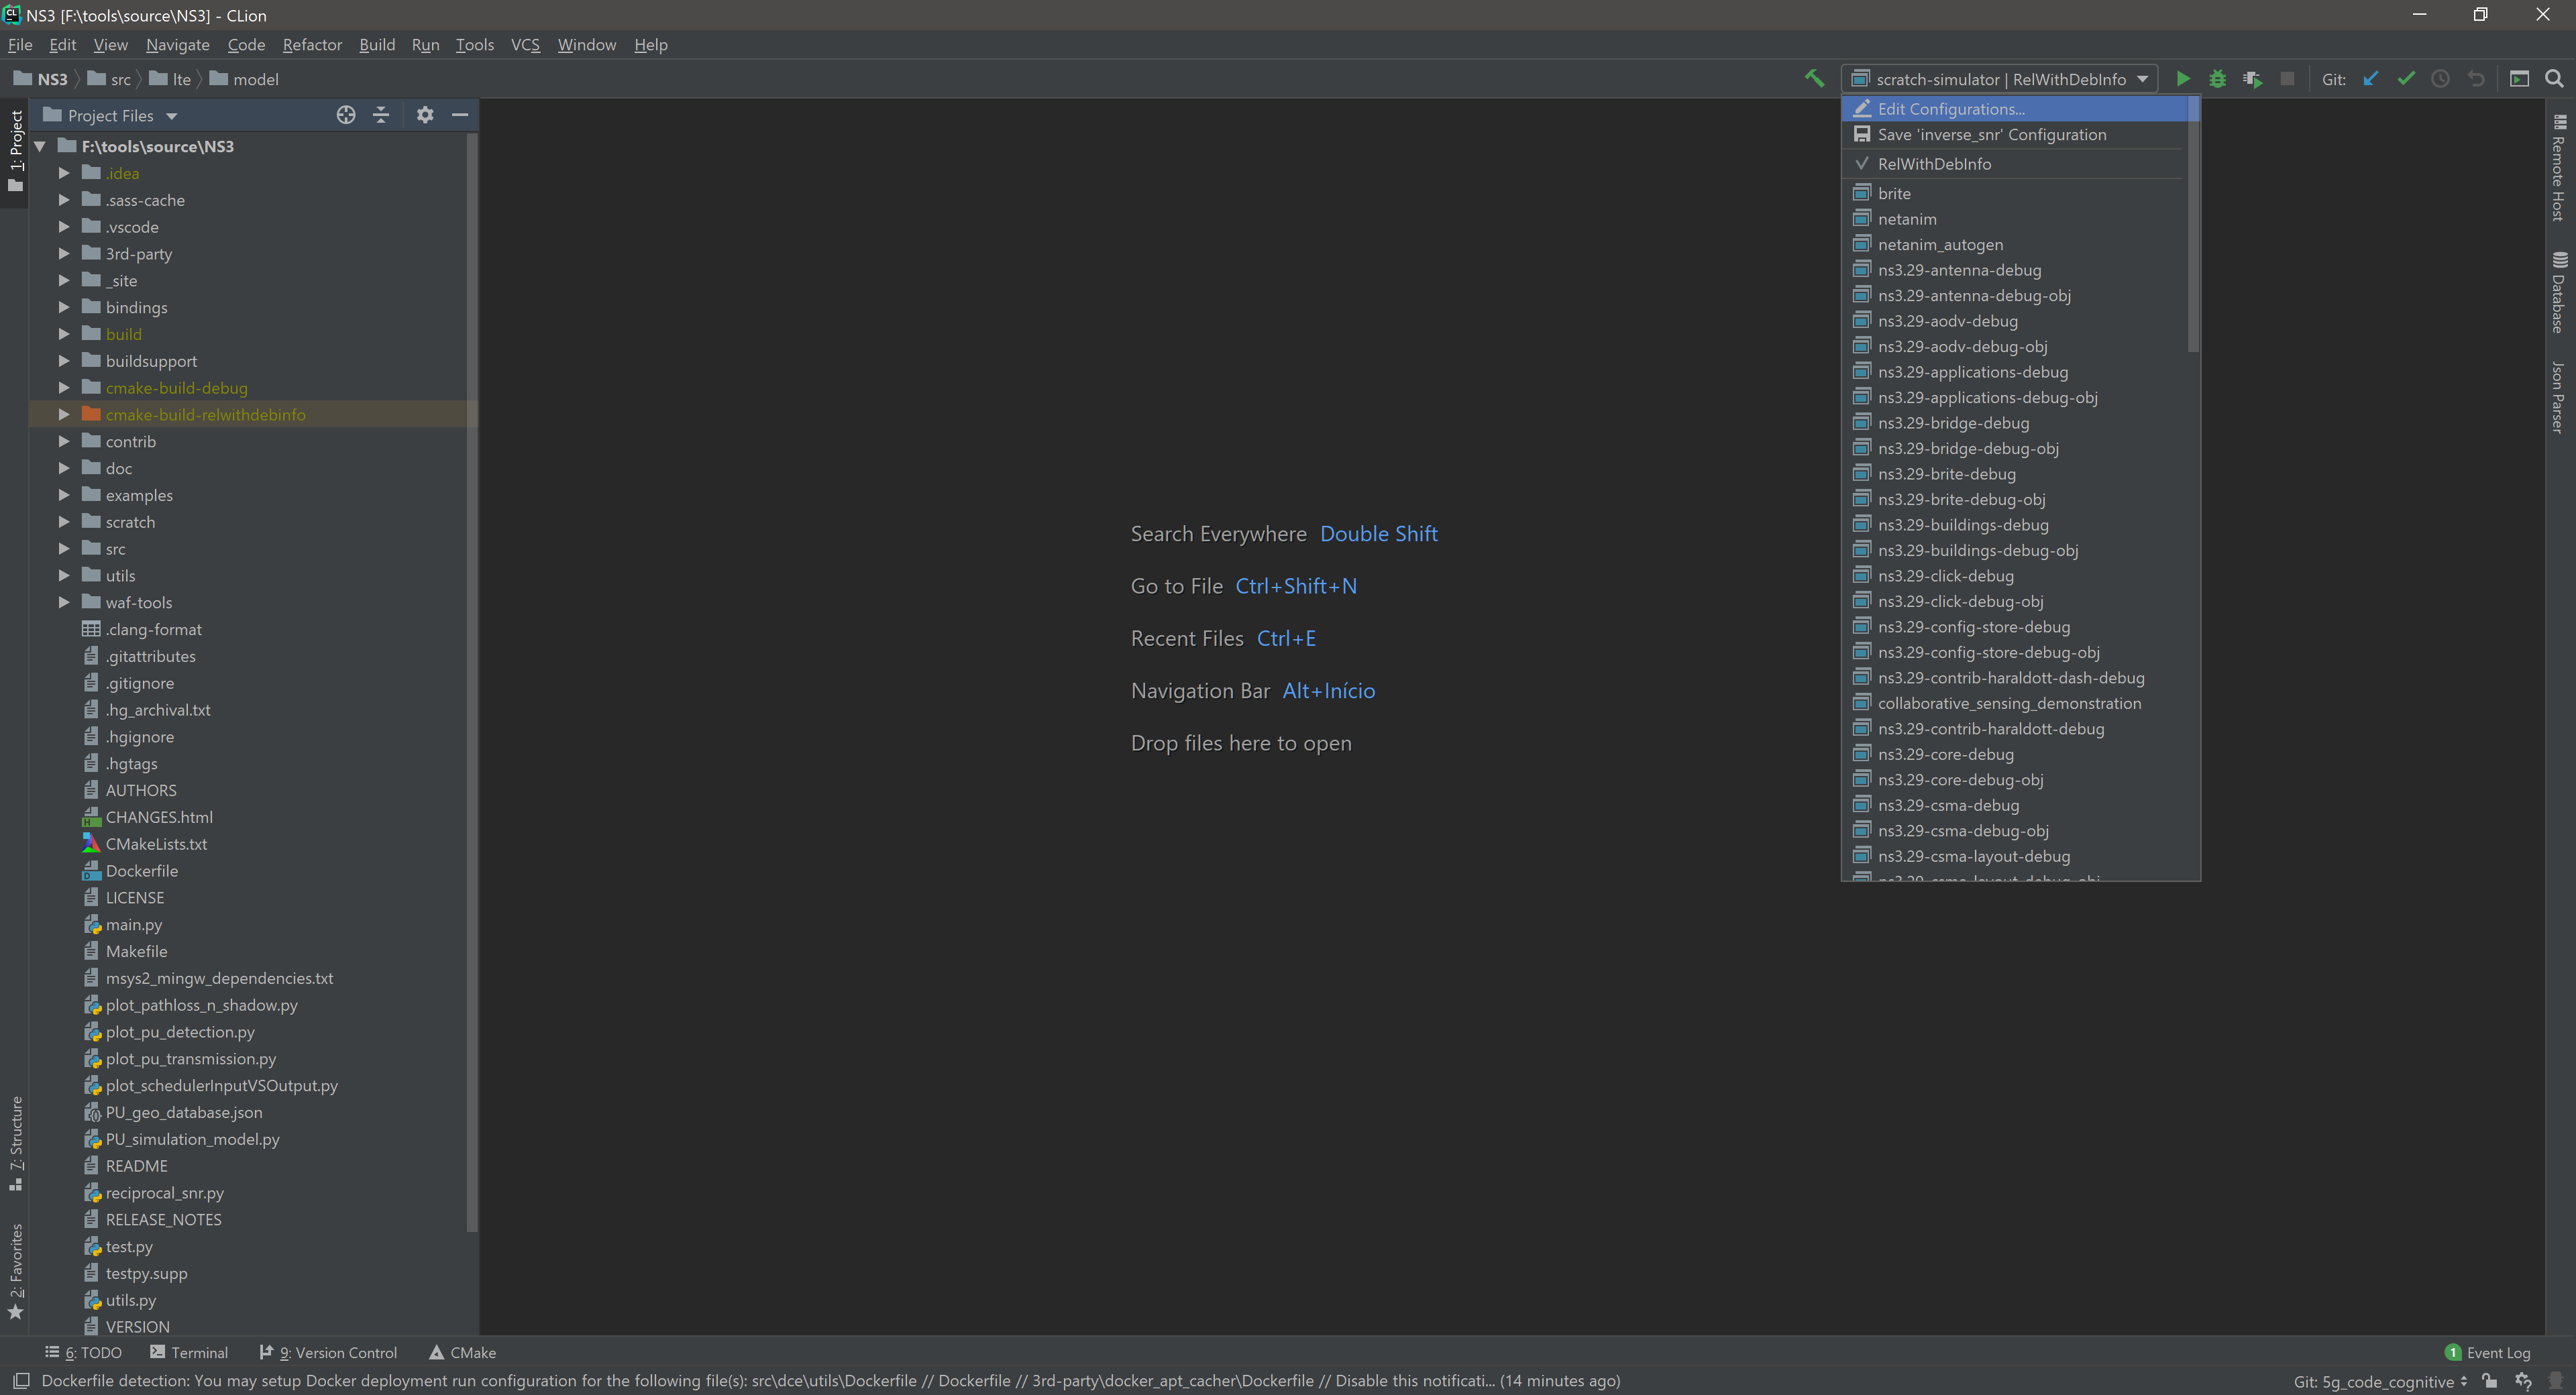 NS3 [F:\tools\source\NS3] - CLion
File Edit View Navigate Code Refactor Build Run Tools VCS Window Help
NS3 src lte model
scratch-simulator | RelWithDebInfo
Git:
1: Project
7: Structure
2: Favorites
Project Files
F:\tools\source\NS3
.idea
.sass-cache
.vscode
3rd-party
_site
bindings
build
buildsupport
cmake-build-debug
cmake-build-relwithdebinfo
contrib
doc
examples
scratch
src
utils
waf-tools
.clang-format
.gitattributes
.gitignore
.hg_archival.txt
.hgignore
.hgtags
AUTHORS
CHANGES.html
CMakeLists.txt
Dockerfile
LICENSE
main.py
Makefile
msys2_mingw_dependencies.txt
plot_pathloss_n_shadow.py
plot_pu_detection.py
plot_pu_transmission.py
plot_schedulerInputVSOutput.py
PU_geo_database.json
PU_simulation_model.py
README
reciprocal_snr.py
RELEASE_NOTES
test.py
testpy.supp
utils.py
VERSION
Search Everywhere Double Shift
Go to File Ctrl+Shift+N
Recent Files Ctrl+E
Navigation Bar Alt+Início
Drop files here to open
Edit Configurations...
Save 'inverse_snr' Configuration
RelWithDebInfo
brite
netanim
netanim_autogen
ns3.29-antenna-debug
ns3.29-antenna-debug-obj
ns3.29-aodv-debug
ns3.29-aodv-debug-obj
ns3.29-applications-debug
ns3.29-applications-debug-obj
ns3.29-bridge-debug
ns3.29-bridge-debug-obj
ns3.29-brite-debug
ns3.29-brite-debug-obj
ns3.29-buildings-debug
ns3.29-buildings-debug-obj
ns3.29-click-debug
ns3.29-click-debug-obj
ns3.29-config-store-debug
ns3.29-config-store-debug-obj
ns3.29-contrib-haraldott-dash-debug
collaborative_sensing_demonstration
ns3.29-contrib-haraldott-debug
ns3.29-core-debug
ns3.29-core-debug-obj
ns3.29-csma-debug
ns3.29-csma-debug-obj
ns3.29-csma-layout-debug
ns3.29-csma-layout-debug-obj
Remote Host
Database
Json Parser
6: TODO Terminal 9: Version Control CMake
1 Event Log
Dockerfile detection: You may setup Docker deployment run configuration for the following file(s): src\dce\utils\Dockerfile // Dockerfile // 3rd-party\docker_apt_cacher\Dockerfile // Disable this notificati... (14 minutes ago)
Git: 5g_code_cognitive